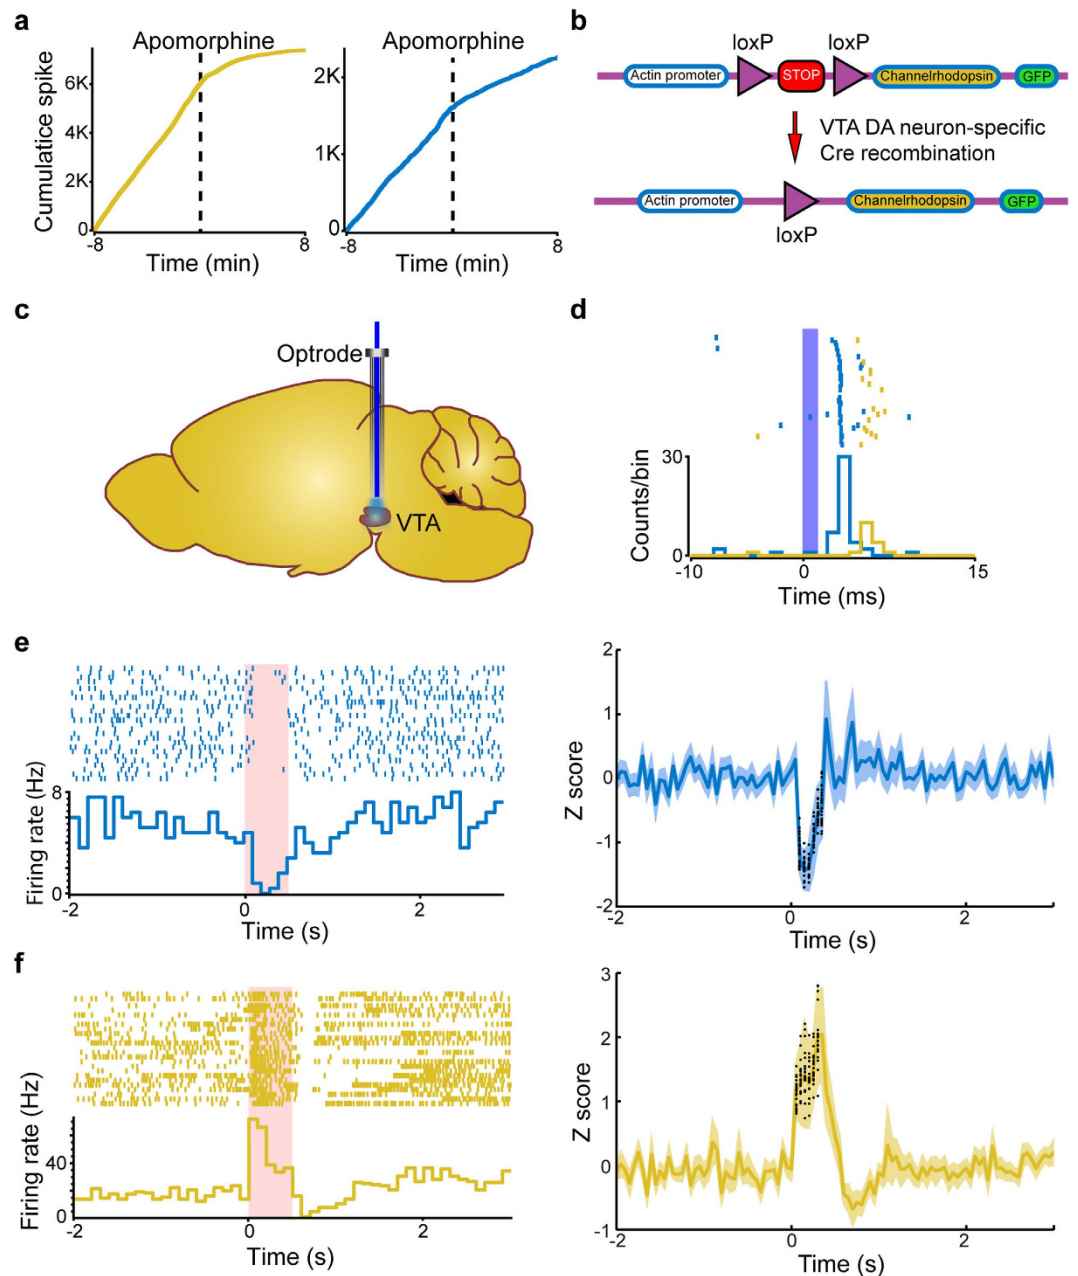 a
Apomorphine
Apomorphine
Cumulatice spike
6K
4K
2K
0
-8
8
Time (min)
2K
1K
0
-8
8
Time (min)
b
loxP
loxP
Actin promoter
STOP
Channelrhodopsin
GFP
VTA DA neuron-specific
Cre recombination
Actin promoter
Channelrhodopsin
GFP
loxP
c
Optrode
VTA
d
Counts/bin
30
0
-10
0
15
Time (ms)
e
Firing rate (Hz)
8
0
-2
0
2
Time (s)
Z score
2
1
0
-1
-2
-2
0
2
Time (s)
f
Firing rate (Hz)
40
0
-2
0
2
Time (s)
Z score
3
2
1
0
-1
-2
0
2
Time (s)